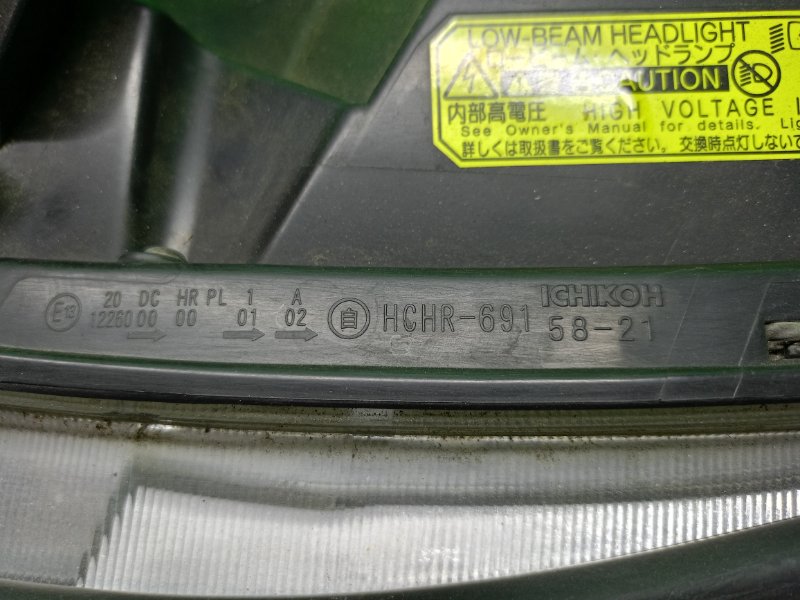 LOW-BEAM HEADLIGHT
ヘッドランプ
CAUTION
内部高電圧 HIGH VOLTAGE
See Owner's Manual for details.
詳しくは取扱書をご覧ください。交換時点灯しないで
20 DC HR PL 1 A
E13 122600 00 00 01 02 自 HCHR-691
ICHIKOH
58-21